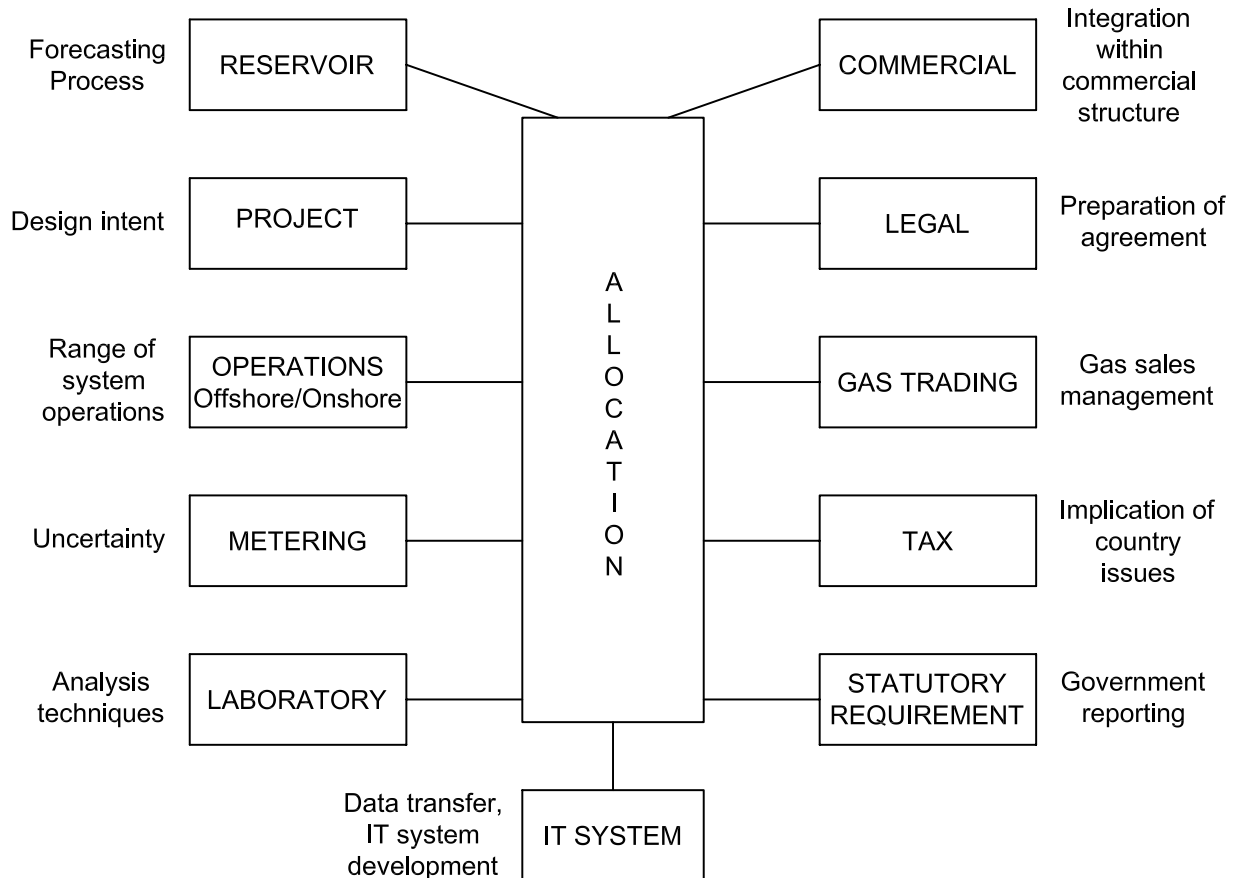 Forecasting
Process
RESERVOIR
COMMERCIAL
Integration
within
commercial
structure
Design intent
PROJECT
LEGAL
Preparation of
agreement
Range of
system
operations
OPERATIONS
Offshore/Onshore
A
L
L
O
C
A
T
I
O
N
GAS TRADING
Gas sales
management
Uncertainty
METERING
TAX
Implication of
country
issues
Analysis
techniques
LABORATORY
STATUTORY
REQUIREMENT
Government
reporting
Data transfer,
IT system
development
IT SYSTEM